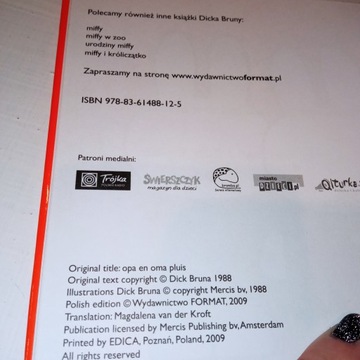 Polecamy również inne książki Dicka Bruny:
miffy
miffy w zoo
urodziny miffy
miffy i króliczątko
Zapraszamy na stronę www.wydawnictwoformat.pl
ISBN 978-83-61488-12-5
Patroni medialni:
Trójka
ŚWIERSZCZYK
magazyn dla dzieci
miasto
Qlturka.
Original title: opa en oma pluis
Original text copyright © Dick Bruna 1988
Illustrations Dick Bruna © copyright Mercis bv, 1988
Polish edition © Wydawnictwo FORMAT, 2009
Translation: Magdalena van der Kroft
Publication licensed by Mercis Publishing bv, Amsterdam
Printed by EDICA, Poznań, Poland, 2009
All rights reserved